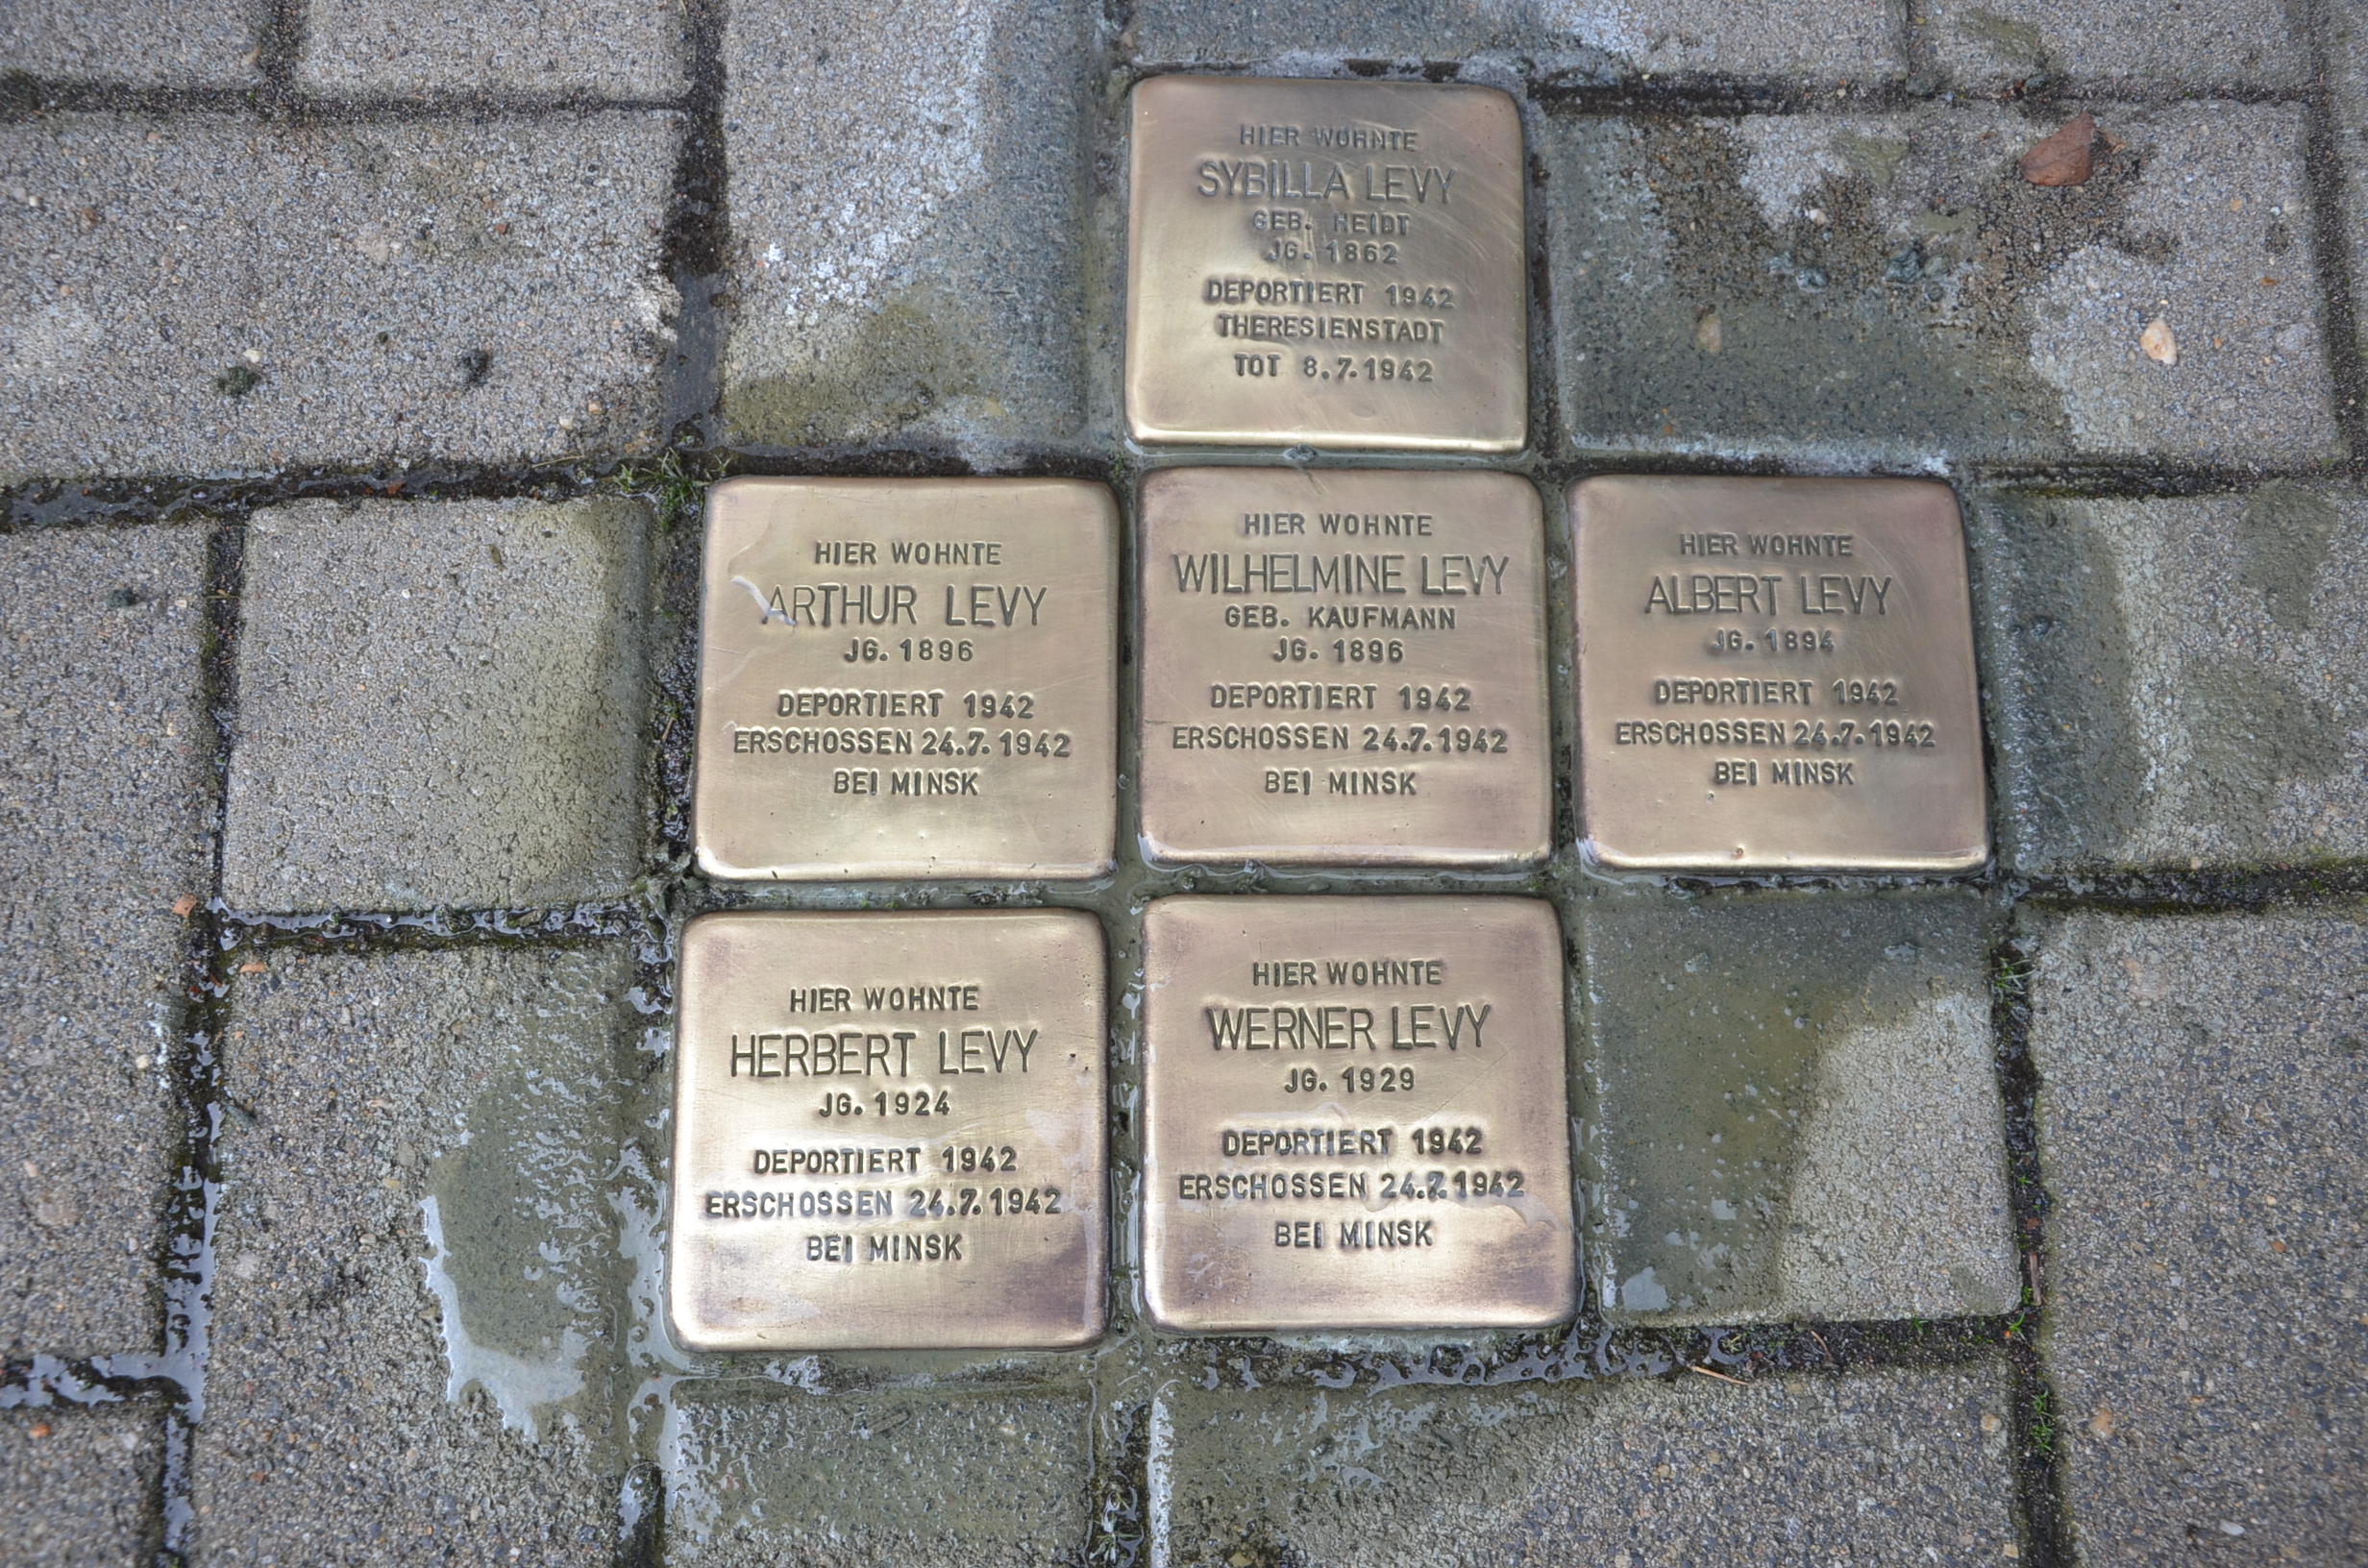 HIER WOHNTE
SYBILLA LEVY
GEB. HEIDT
JG. 1862
DEPORTIERT 1942
THERESIENSTADT
TOT 8.7.1942
HIER WOHNTE
ARTHUR LEVY
JG. 1896
DEPORTIERT 1942
ERSCHOSSEN 24.7.1942
BEI MINSK
HIER WOHNTE
WILHELMINE LEVY
GEB. KAUFMANN
JG. 1896
DEPORTIERT 1942
ERSCHOSSEN 24.7.1942
BEI MINSK
HIER WOHNTE
ALBERT LEVY
JG. 1894
DEPORTIERT 1942
ERSCHOSSEN 24.7.1942
BEI MINSK
HIER WOHNTE
HERBERT LEVY
JG. 1924
DEPORTIERT 1942
ERSCHOSSEN 24.7.1942
BEI MINSK
HIER WOHNTE
WERNER LEVY
JG. 1929
DEPORTIERT 1942
ERSCHOSSEN 24.7.1942
BEI MINSK